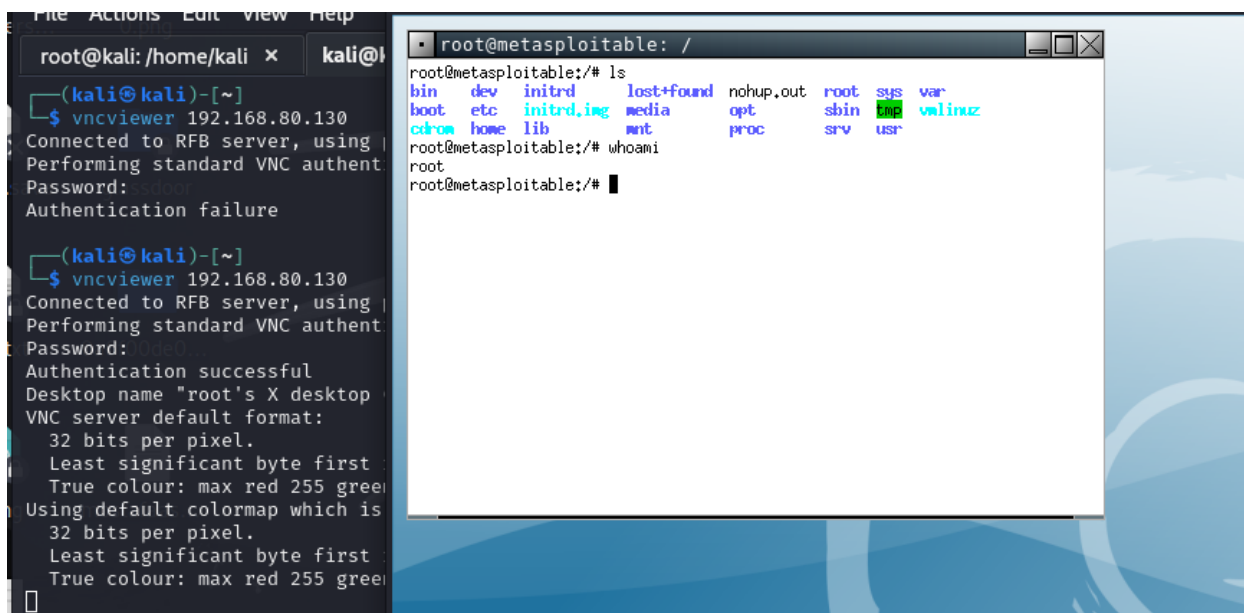 File Actions Edit View Help
root@kali: /home/kali ×
kali@k
┌──(kali㉿kali)-[~]
└─$ vncviewer 192.168.80.130
Connected to RFB server, using
Performing standard VNC authent
Password:
Authentication failure
┌──(kali㉿kali)-[~]
└─$ vncviewer 192.168.80.130
Connected to RFB server, using
Performing standard VNC authent
Password:
Authentication successful
Desktop name "root's X desktop
VNC server default format:
32 bits per pixel.
Least significant byte first
True colour: max red 255 green
Using default colormap which is
32 bits per pixel.
Least significant byte first
True colour: max red 255 green
root@metasploitable: /
root@metasploitable:/# ls
bin dev initrd lost+found nohup.out root sys var
boot etc initrd.img media opt sbin tmp vmlinuz
cdrom home lib mnt proc srv usr
root@metasploitable:/# whoami
root
root@metasploitable:/#